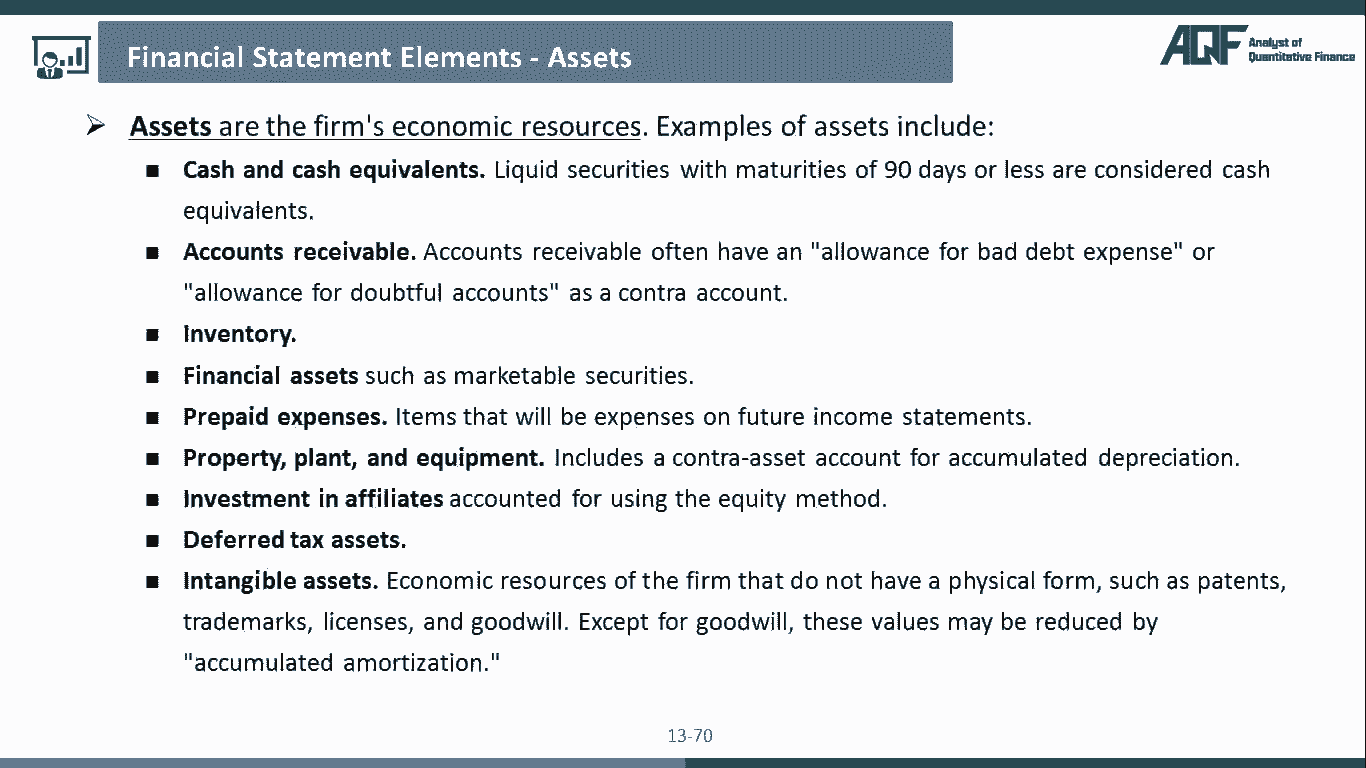 Financial Statement Elements - Assets
AQF Analyst of
Quantitative Finance
➢ Assets are the firm's economic resources. Examples of assets include:
■ Cash and cash equivalents. Liquid securities with maturities of 90 days or less are considered cash
equivalents.
■ Accounts receivable. Accounts receivable often have an "allowance for bad debt expense" or
"allowance for doubtful accounts" as a contra account.
■ Inventory.
■ Financial assets such as marketable securities.
■ Prepaid expenses. Items that will be expenses on future income statements.
■ Property, plant, and equipment. Includes a contra-asset account for accumulated depreciation.
■ Investment in affiliates accounted for using the equity method.
■ Deferred tax assets.
■ Intangible assets. Economic resources of the firm that do not have a physical form, such as patents,
trademarks, licenses, and goodwill. Except for goodwill, these values may be reduced by
"accumulated amortization."
13-70